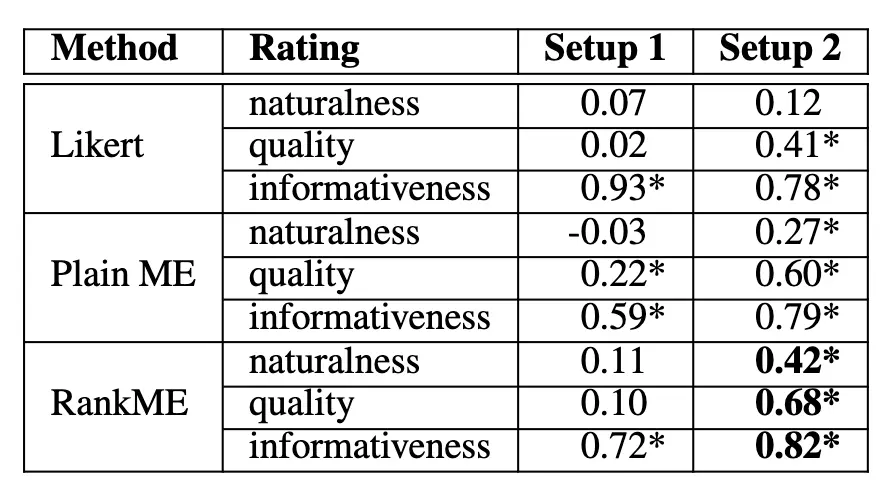 Method Rating Setup 1 Setup 2
naturalness 0.07 0.12
Likert quality 0.02 0.41*
informativeness 0.93* 0.78*
naturalness -0.03 0.27*
Plain ME quality 0.22* 0.60*
informativeness 0.59* 0.79*
naturalness 0.11 0.42*
RankME quality 0.10 0.68*
informativeness 0.72* 0.82*